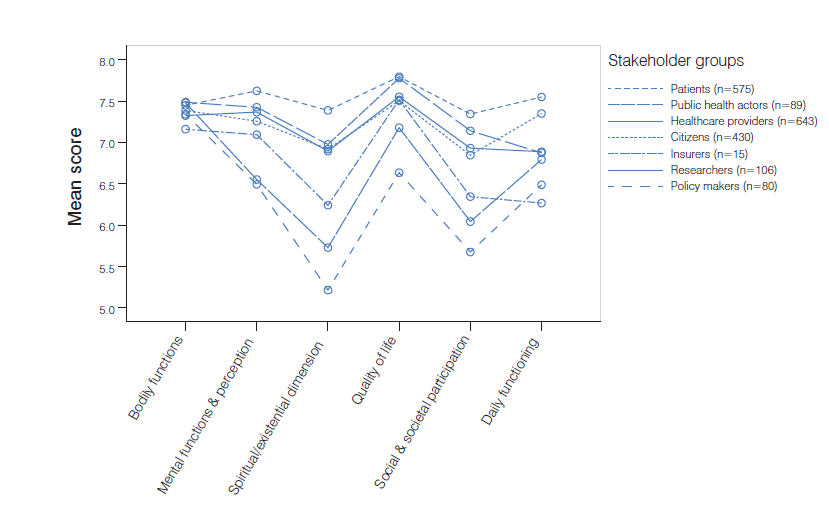 Mean score
8.0
7.5
7.0
6.5
6.0
5.5
5.0
Bodily functions
Mental functions & perception
Spiritual/existential dimension
Quality of life
Social & societal participation
Daily functioning
Stakeholder groups
Patients (n=575)
Public health actors (n=89)
Healthcare providers (n=643)
Citizens (n=430)
Insurers (n=15)
Researchers (n=106)
Policy makers (n=80)